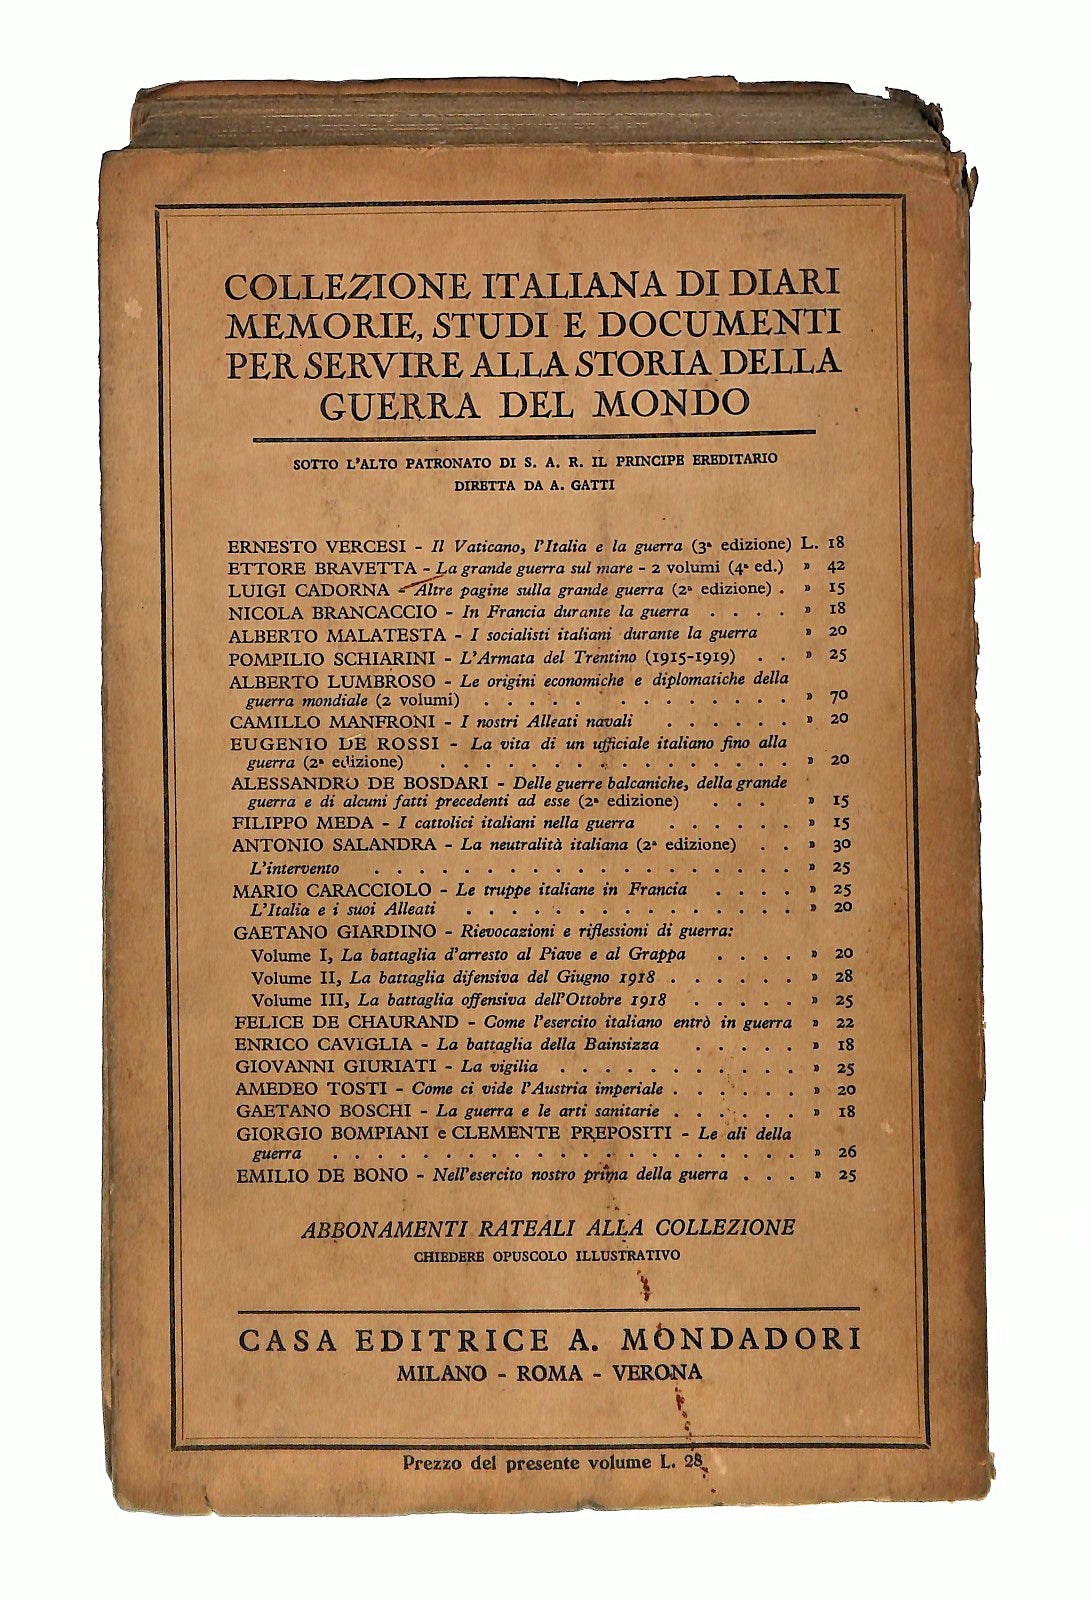 COLLEZIONE ITALIANA DI DIARI
MEMORIE, STUDI E DOCUMENTI
PER SERVIRE ALLA STORIA DELLA
GUERRA DEL MONDO
SOTTO L'ALTO PATRONATO DI S. A. R. IL PRINCIPE EREDITARIO
DIRETTA DA A. GATTI
ERNESTO VERCESI - Il Vaticano, l'Italia e la guerra (3ª edizione) L. 18
ETTORE BRAVETTA - La grande guerra sul mare - 2 volumi (4ª ed.) » 42
LUIGI CADORNA - Altre pagine sulla grande guerra (2ª edizione) . » 15
NICOLA BRANCACCIO - In Francia durante la guerra . . . . » 18
ALBERTO MALATESTA - I socialisti italiani durante la guerra » 20
POMPILIO SCHIARINI - L'Armata del Trentino (1915-1919) . . » 25
ALBERTO LUMBROSO - Le origini economiche e diplomatiche della
guerra mondiale (2 volumi) . . . . . . . . . . . . . » 70
CAMILLO MANFRONI - I nostri Alleati navali . . . . . . » 20
EUGENIO DE ROSSI - La vita di un ufficiale italiano fino alla
guerra (2ª edizione) . . . . . . . . . . . . . . . . » 20
ALESSANDRO DE BOSDARI - Delle guerre balcaniche, della grande
guerra e di alcuni fatti precedenti ad esse (2ª edizione) . . . » 15
FILIPPO MEDA - I cattolici italiani nella guerra . . . . . . » 15
ANTONIO SALANDRA - La neutralità italiana (2ª edizione) . . » 30
L'intervento . . . . . . . . . . . . . . . . . . . » 25
MARIO CARACCIOLO - Le truppe italiane in Francia . . . . » 25
L'Italia e i suoi Alleati . . . . . . . . . . . . . . . » 20
GAETANO GIARDINO - Rievocazioni e riflessioni di guerra:
Volume I, La battaglia d'arresto al Piave e al Grappa . . . . » 20
Volume II, La battaglia difensiva del Giugno 1918 . . . . . . » 28
Volume III, La battaglia offensiva dell'Ottobre 1918 . . . . . » 25
FELICE DE CHAURAND - Come l'esercito italiano entrò in guerra » 22
ENRICO CAVIGLIA - La battaglia della Bainsizza . . . . . » 18
GIOVANNI GIURIATI - La vigilia . . . . . . . . . . . » 25
AMEDEO TOSTI - Come ci vide l'Austria imperiale . . . . . . » 20
GAETANO BOSCHI - La guerra e le arti sanitarie . . . . . . » 18
GIORGIO BOMPIANI e CLEMENTE PREPOSITI - Le ali della
guerra . . . . . . . . . . . . . . . . . . . . . » 26
EMILIO DE BONO - Nell'esercito nostro prima della guerra . . . » 25
ABBONAMENTI RATEALI ALLA COLLEZIONE
CHIEDERE OPUSCOLO ILLUSTRATIVO
CASA EDITRICE A. MONDADORI
MILANO - ROMA - VERONA
Prezzo del presente volume L. 28